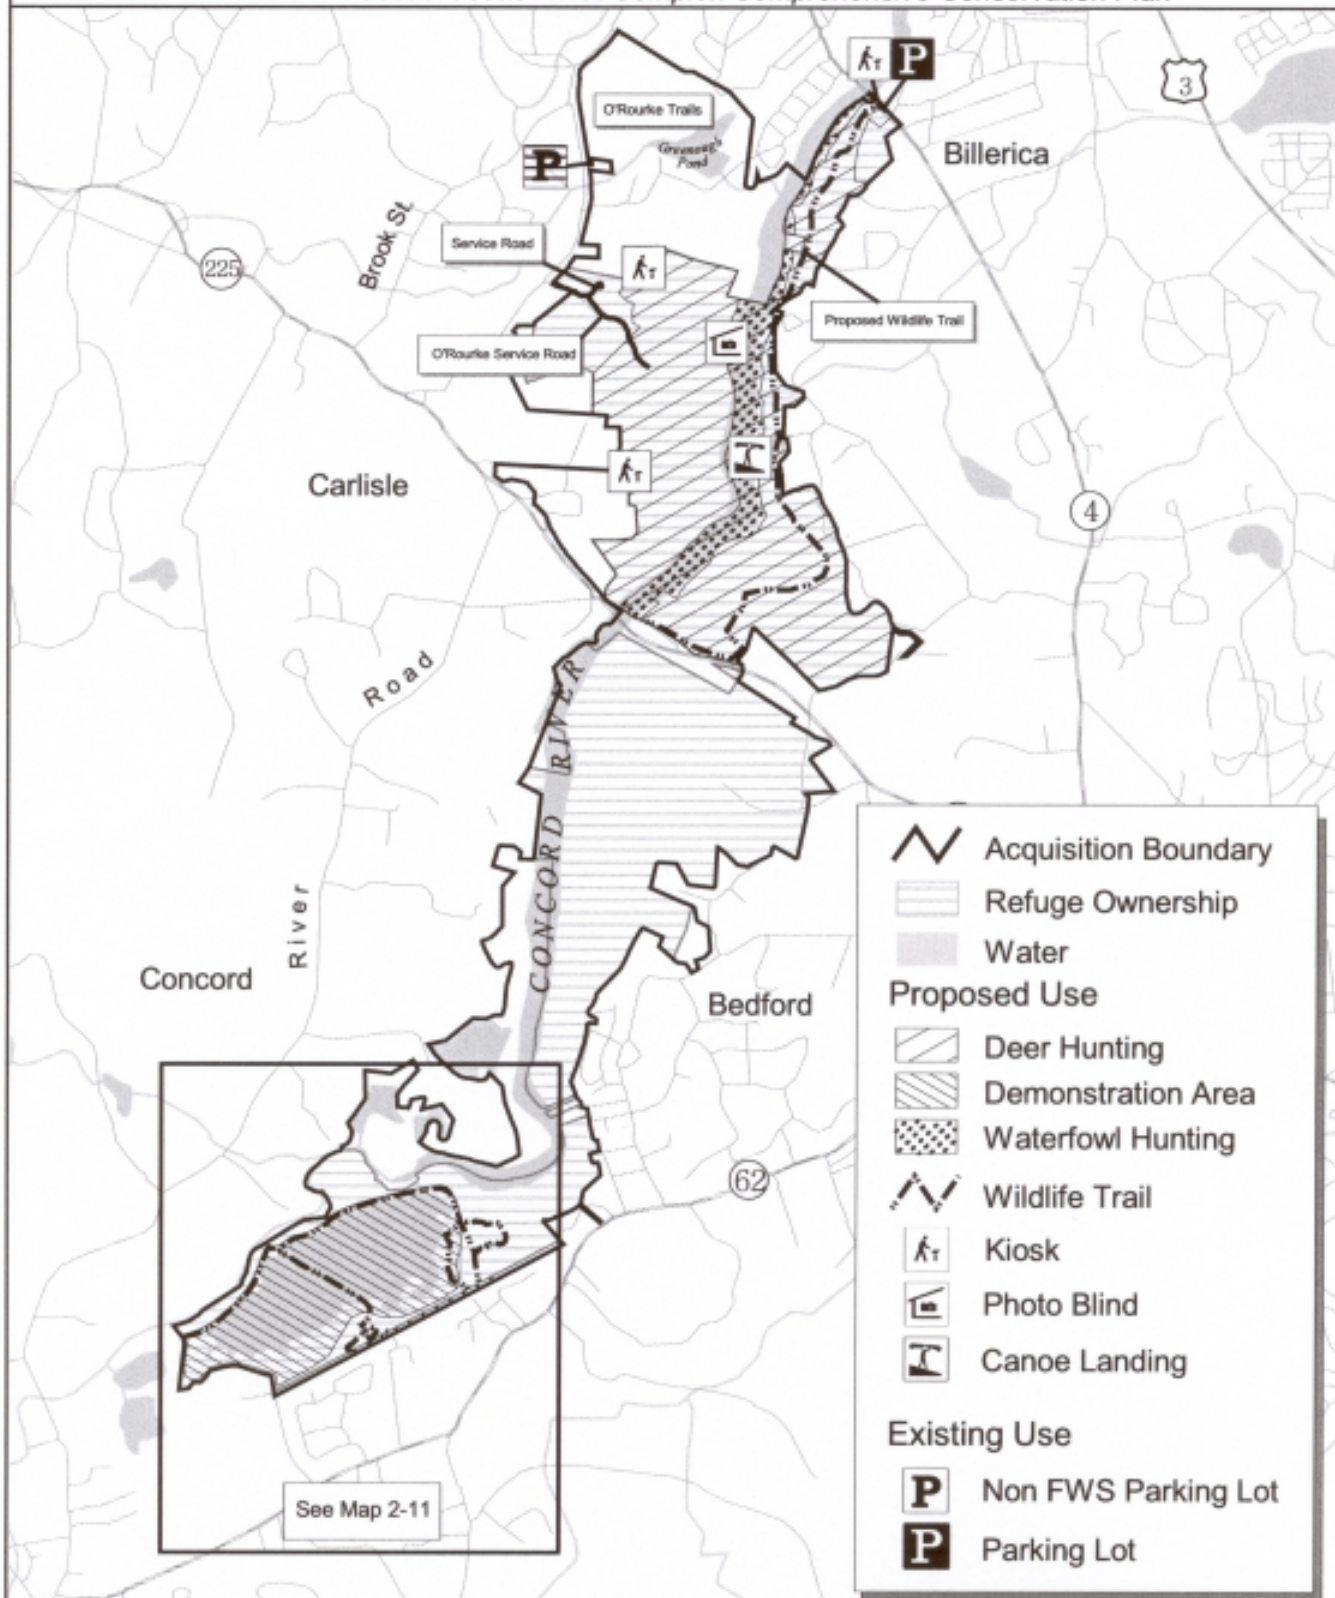 O'Rourke Trails
Greenough
Pond
P
P
3
Billerica
Brook St.
Service Road
225
Proposed Wildlife Trail
O'Rourke Service Road
Carlisle
4
Road
CONCORD RIVER
River
Concord
Bedford
62
See Map 2-11
Acquisition Boundary
Refuge Ownership
Water
Proposed Use
Deer Hunting
Demonstration Area
Waterfowl Hunting
Wildlife Trail
Kiosk
Photo Blind
Canoe Landing
Existing Use
P Non FWS Parking Lot
P Parking Lot